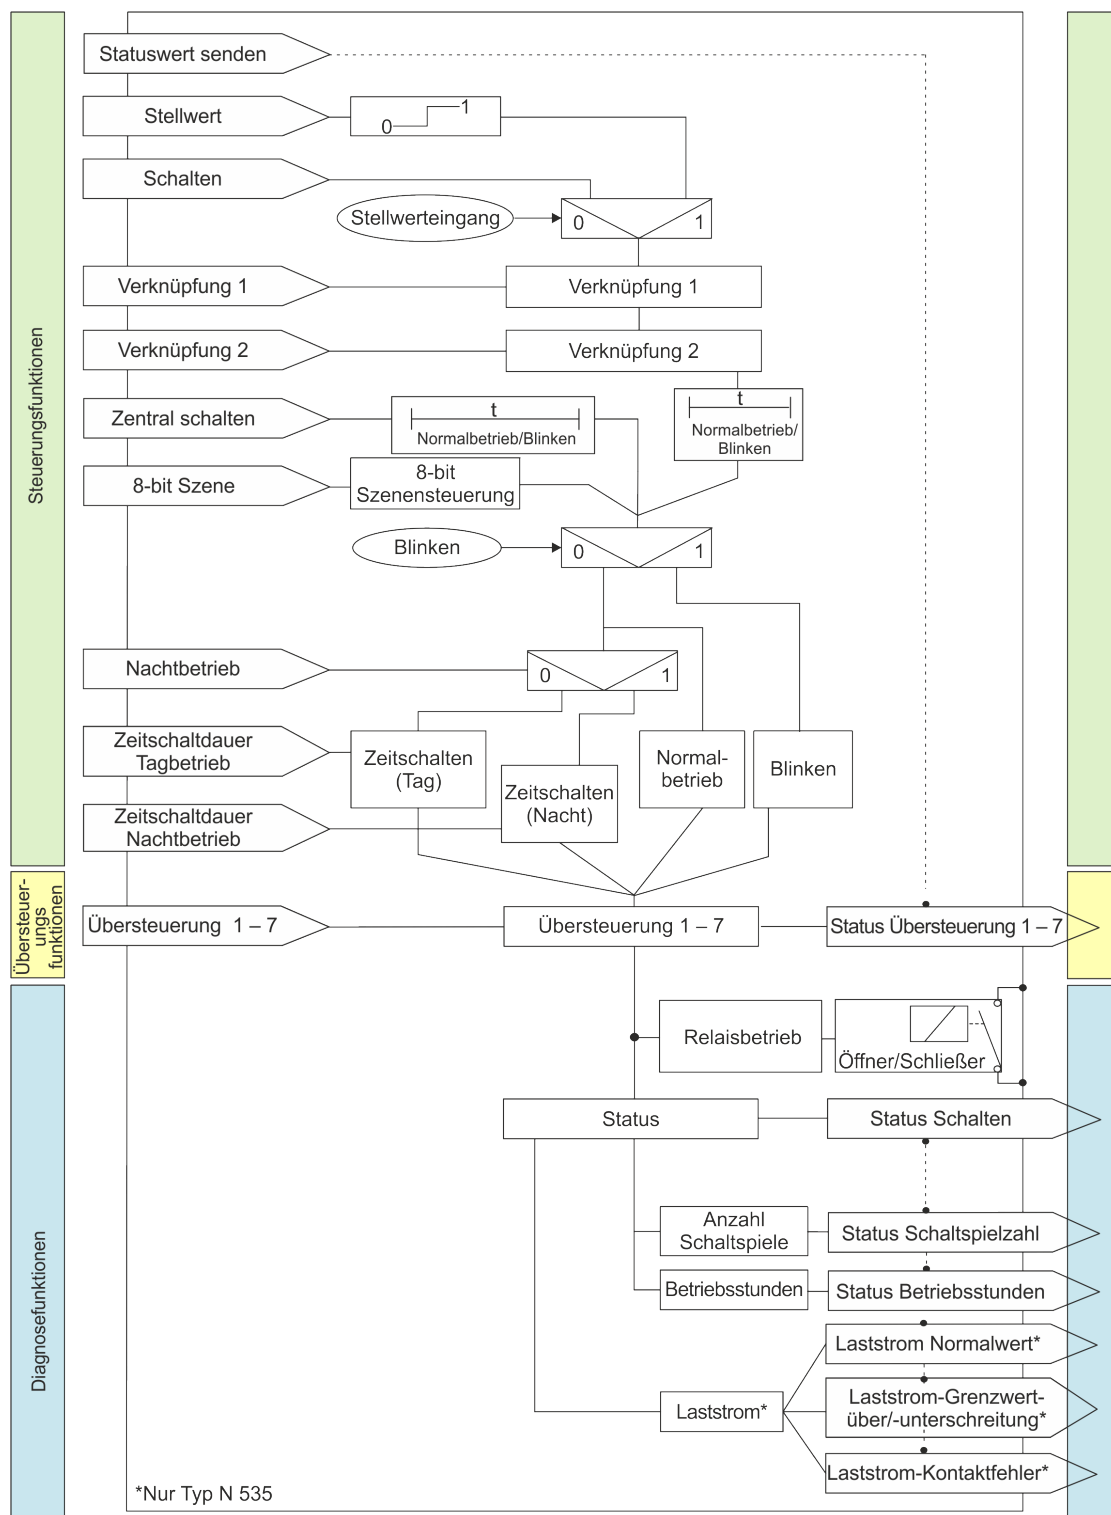 Steuerungsfunktionen
Statuswert senden
Stellwert
0
1
Schalten
Stellwerteingang
0
1
Verknüpfung 1
Verknüpfung 1
Verknüpfung 2
Verknüpfung 2
Zentral schalten
t
Normalbetrieb/Blinken
t
Normalbetrieb/
Blinken
8-bit Szene
8-bit
Szenensteuerung
Blinken
0
1
Nachtbetrieb
0
1
Zeitschaltdauer
Tagbetrieb
Zeitschalten
(Tag)
Zeitschalten
(Nacht)
Normal-
betrieb
Blinken
Zeitschaltdauer
Nachtbetrieb
Übersteuer-
ungs
funktionen
Übersteuerung 1 – 7
Übersteuerung 1 – 7
Status Übersteuerung 1 – 7
Diagnosefunktionen
Relaisbetrieb
Öffner/Schließer
Status
Status Schalten
Anzahl
Schaltspiele
Status Schaltspielzahl
Betriebsstunden
Status Betriebsstunden
Laststrom*
Laststrom Normalwert*
Laststrom-Grenzwert-
über/-unterschreitung*
Laststrom-Kontaktfehler*
*Nur Typ N 535